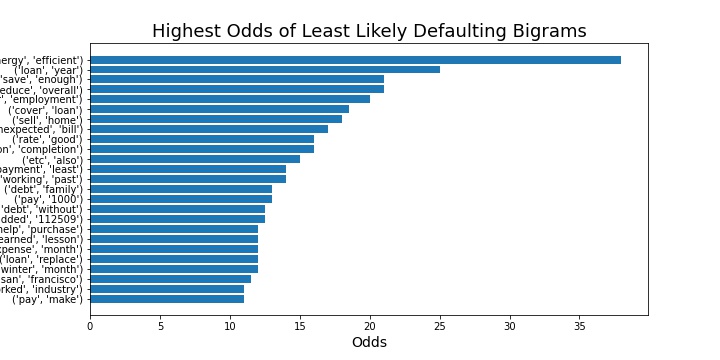 Highest Odds of Least Likely Defaulting Bigrams
nergy', 'efficient')
('loan', 'year')
'save', 'enough')
educe', 'overall')
', 'employment')
('cover', 'loan')
('sell', 'home')
nexpected', 'bill')
('rate', 'good')
on', 'completion')
('etc', 'also')
payment', 'least')
'working', 'past')
('debt', 'family')
('pay', '1000')
'debt', 'without')
dded', '112509')
help', 'purchase')
earned', 'lesson')
xpense', 'month')
('loan', 'replace')
winter', 'month')
san', 'francisco')
orked', 'industry')
('pay', 'make')
0 5 10 15 20 25 30 35
Odds